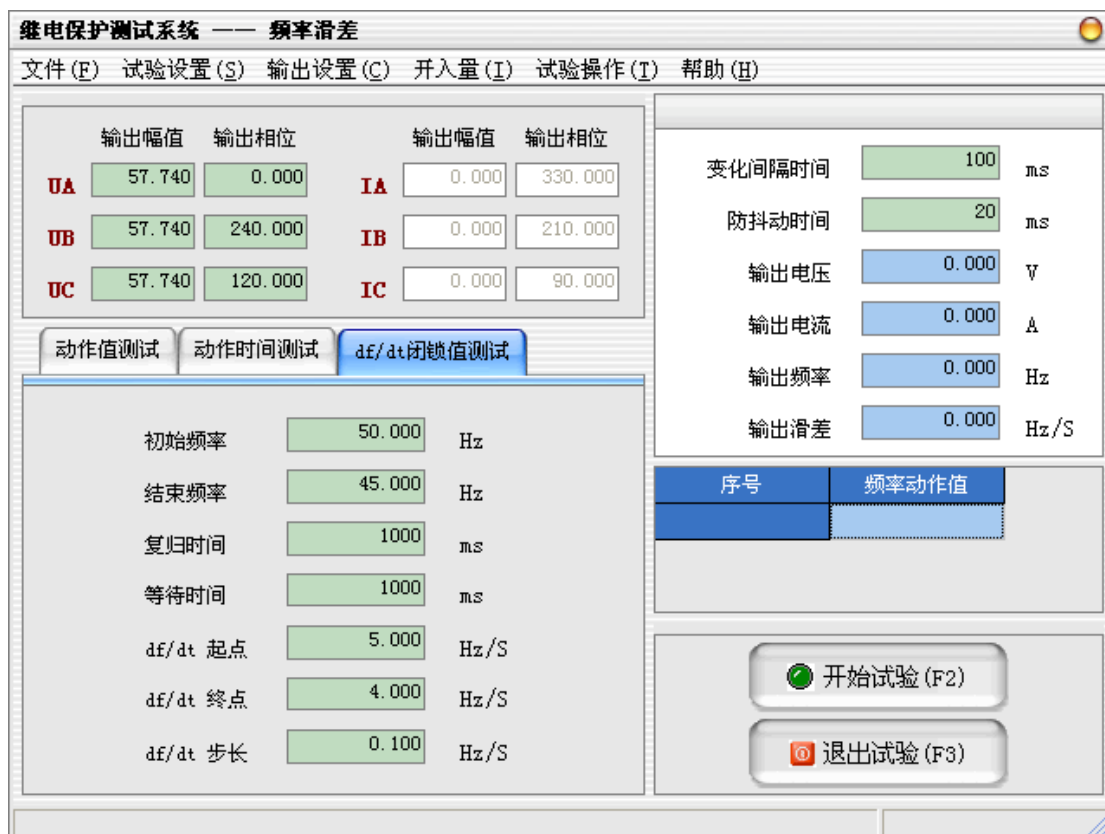 继电保护测试系统 —— 频率滑差
文件(F) 试验设置(S) 输出设置(C) 开入量(I) 试验操作(T) 帮助(H)
输出幅值 输出相位 输出幅值 输出相位
UA 57.740 0.000 IA 0.000 330.000
UB 57.740 240.000 IB 0.000 210.000
UC 57.740 120.000 IC 0.000 90.000
动作值测试 动作时间测试 df/dt闭锁值测试
初始频率 50.000 Hz
结束频率 45.000 Hz
复归时间 1000 ms
等待时间 1000 ms
df/dt 起点 5.000 Hz/S
df/dt 终点 4.000 Hz/S
df/dt 步长 0.100 Hz/S
变化间隔时间 100 ms
防抖动时间 20 ms
输出电压 0.000 V
输出电流 0.000 A
输出频率 0.000 Hz
输出滑差 0.000 Hz/S
序号 频率动作值
开始试验(F2)
退出试验(F3)